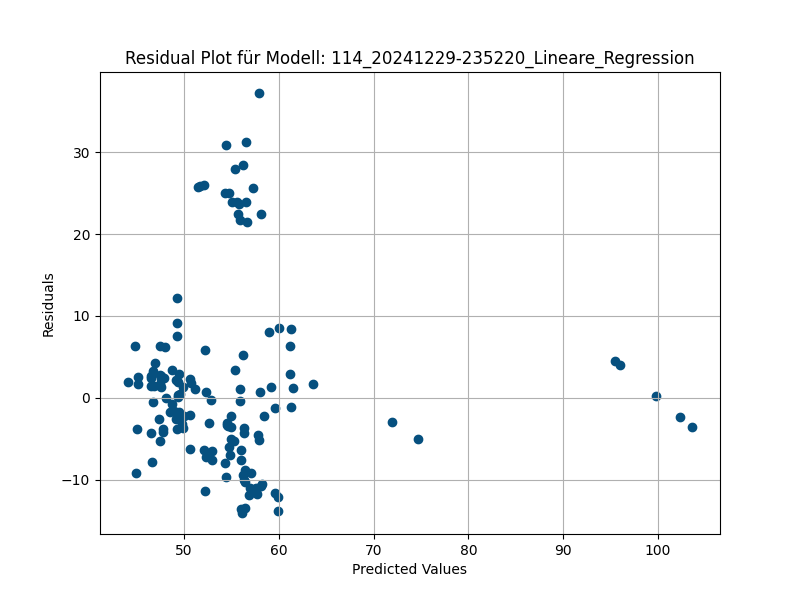 Residual Plot für Modell: 114_20241229-235220_Lineare_Regression
30
20
10
0
−10
Residuals
50 60 70 80 90 100
Predicted Values